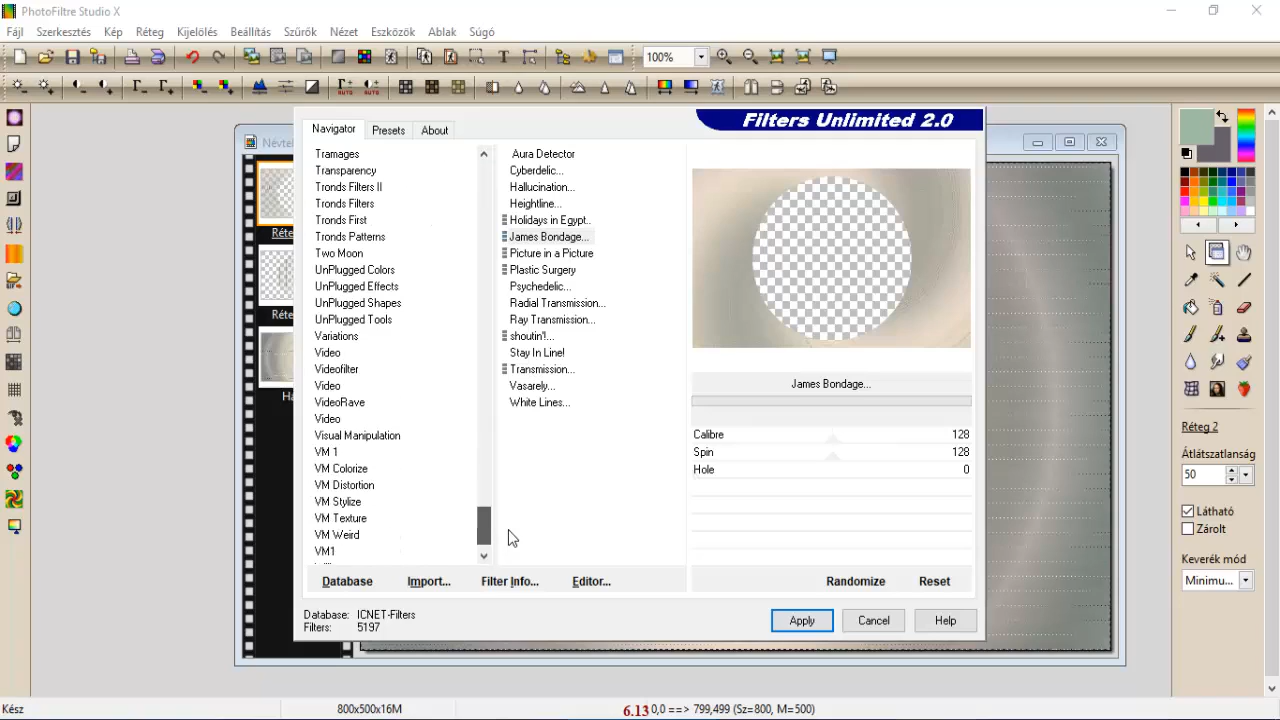 PhotoFiltre Studio X
Fájl Szerkesztés Kép Réteg Kijelölés Beállítás Szűrők Nézet Eszközök Ablak Súgó
100%
AUTO AUTO
Névtel
Navigator Presets About
Filters Unlimited 2.0
Tramages
Transparency
Tronds Filters II
Tronds Filters
Tronds First
Tronds Patterns
Two Moon
UnPlugged Colors
UnPlugged Effects
UnPlugged Shapes
UnPlugged Tools
Variations
Video
Videofilter
Video
VideoRave
Video
Visual Manipulation
VM 1
VM Colorize
VM Distortion
VM Stylize
VM Texture
VM Weird
VM1
Aura Detector
Cyberdelic...
Hallucination...
Heightline...
Holidays in Egypt..
James Bondage...
Picture in a Picture
Plastic Surgery
Psychedelic...
Radial Transmission...
Ray Transmission...
shoutin'!...
Stay In Line!
Transmission...
Vasarely...
White Lines...
James Bondage...
Calibre 128
Spin 128
Hole 0
Database Import... Filter Info... Editor...
Randomize Reset
Database: ICNET-Filters
Filters: 5197
Apply Cancel Help
Réte
Réte
Há
Réteg 2
Átlátszatlanság
50
Látható
Zárolt
Keverék mód
Minimu...
Kész 800x500x16M 6.13 0,0 ==> 799,499 (Sz=800, M=500)